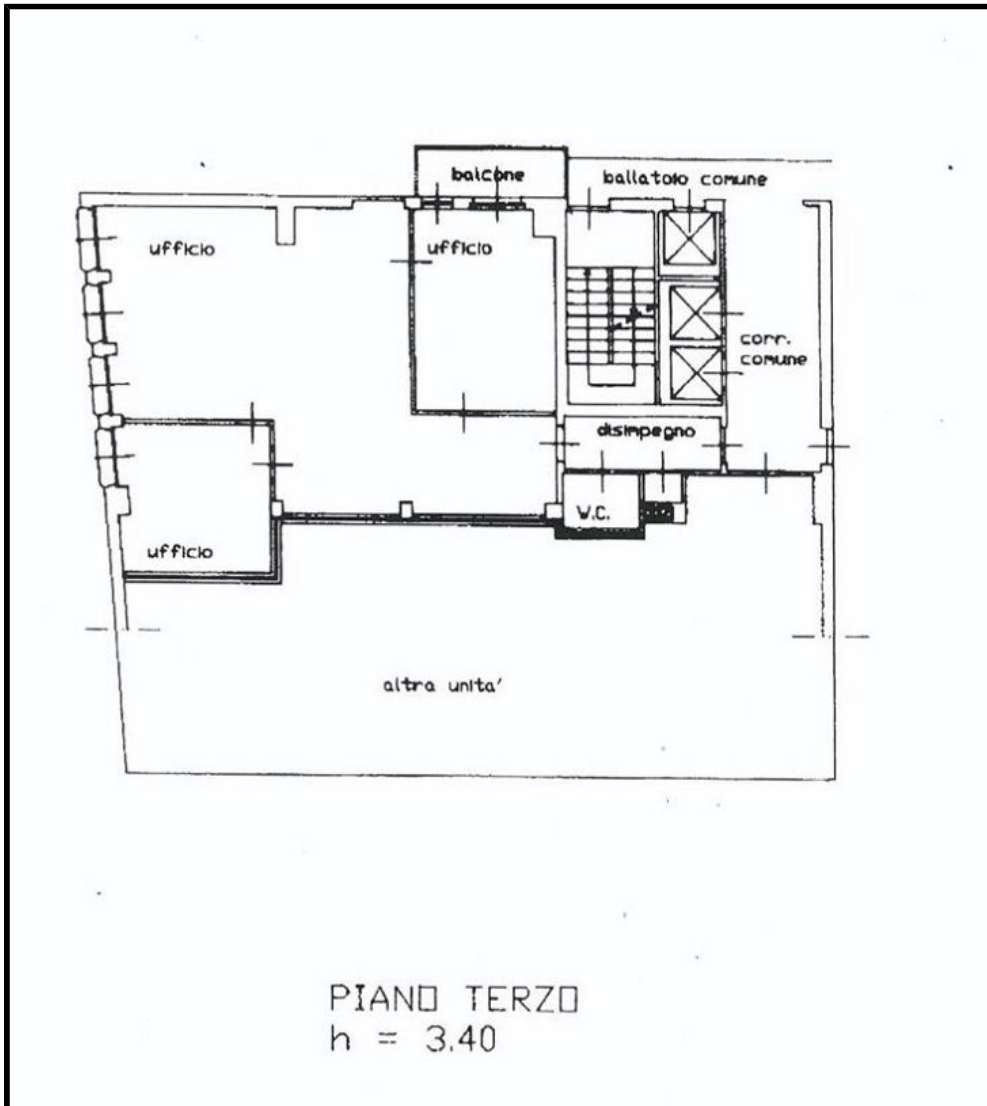 balcone
ballatoio comune
ufficio
ufficio
corr.
comune
disimpegno
W.C.
ufficio
altra unita'
PIANO TERZO
h = 3.40